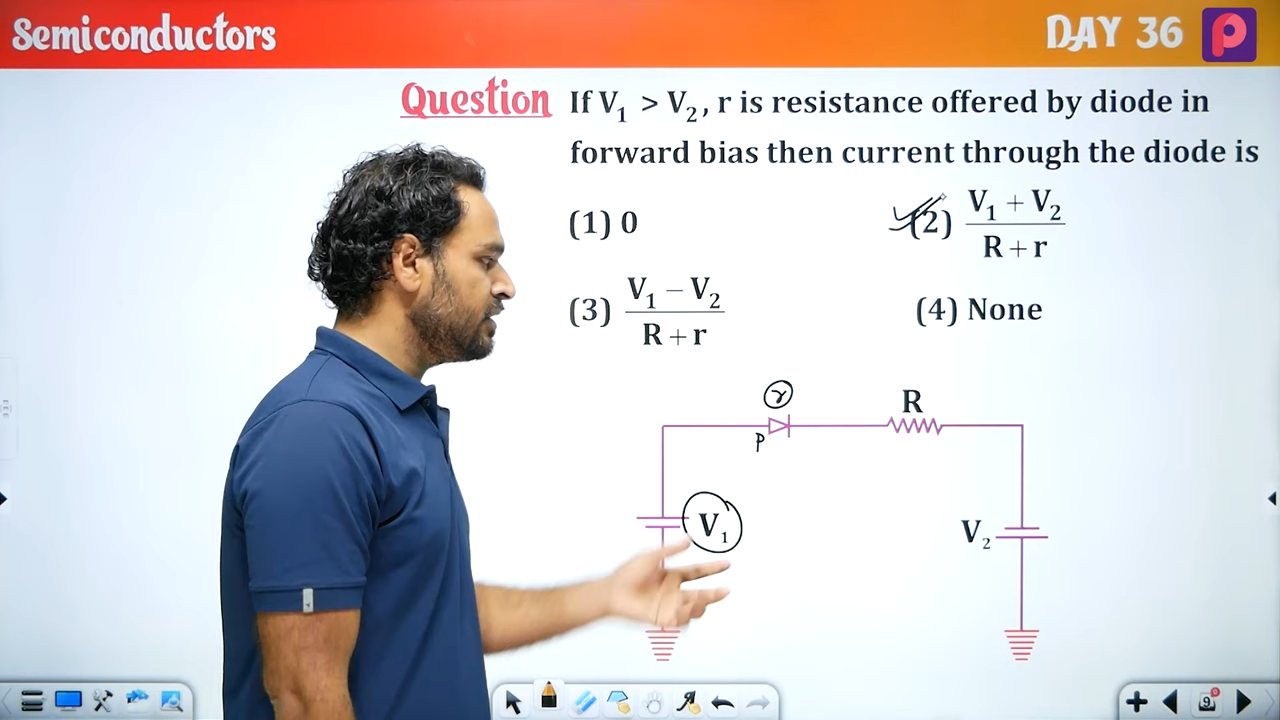 Semiconductors
DAY 36
Question If V₁ > V₂, r is resistance offered by diode in
forward bias then current through the diode is
(1) 0
(2) (V₁ + V₂)/(R + r)
(3) (V₁ − V₂)/(R + r)
(4) None
r
R
P
V₁
V₂